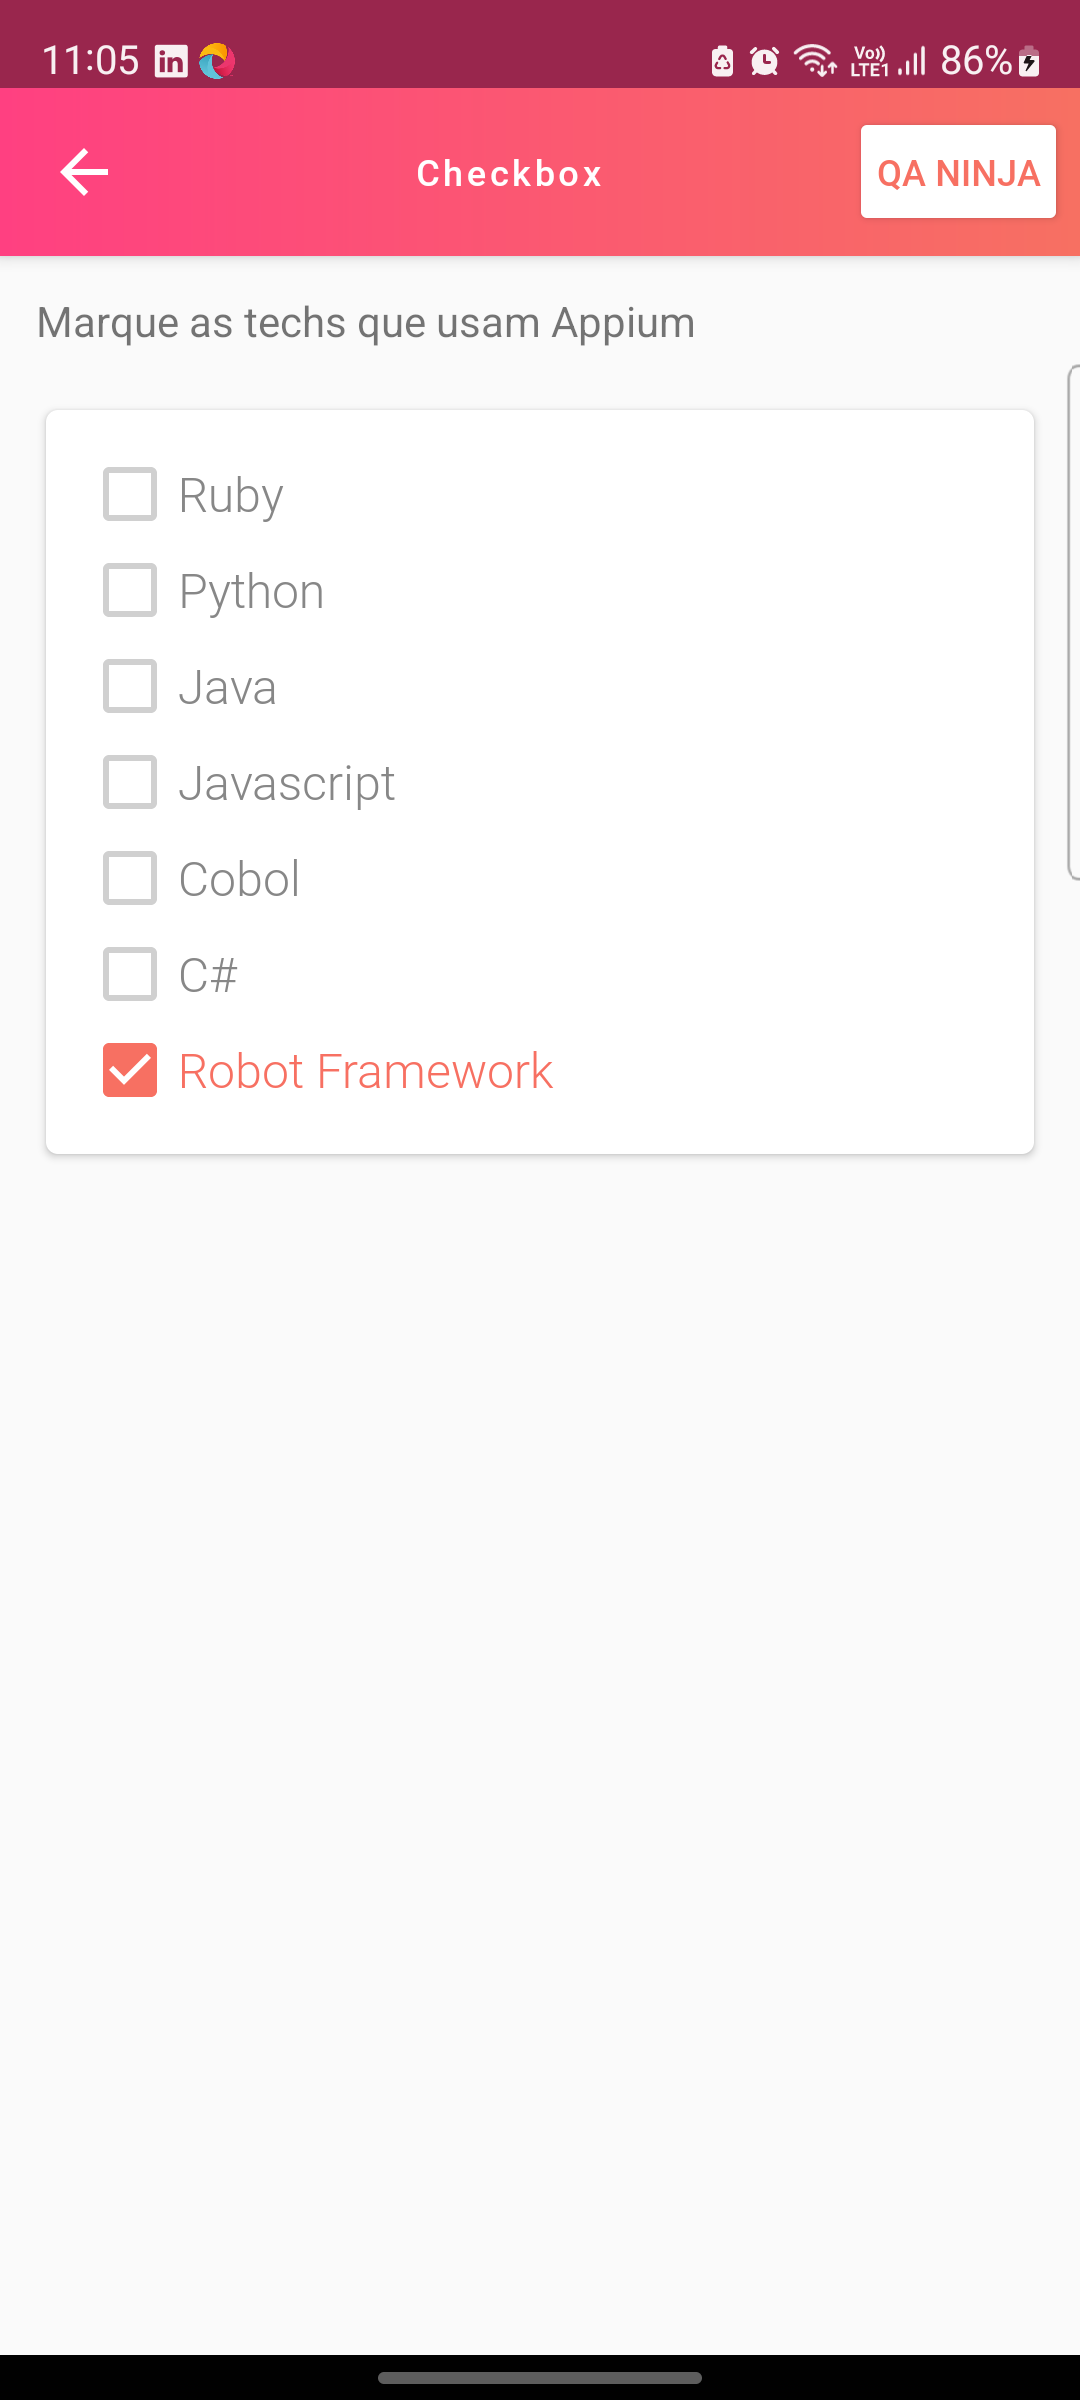 11:05 in Vo)) LTE1 86%
Checkbox QA NINJA
Marque as techs que usam Appium
Ruby
Python
Java
Javascript
Cobol
C#
Robot Framework